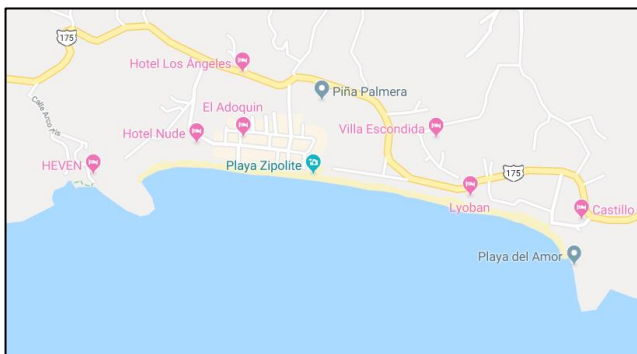 175
Hotel Los Ángeles
Piña Palmera
El Adoquin
Hotel Nude
Villa Escondida
HEVEN
Playa Zipolite
175
Lyoban
Castillo
Playa del Amor